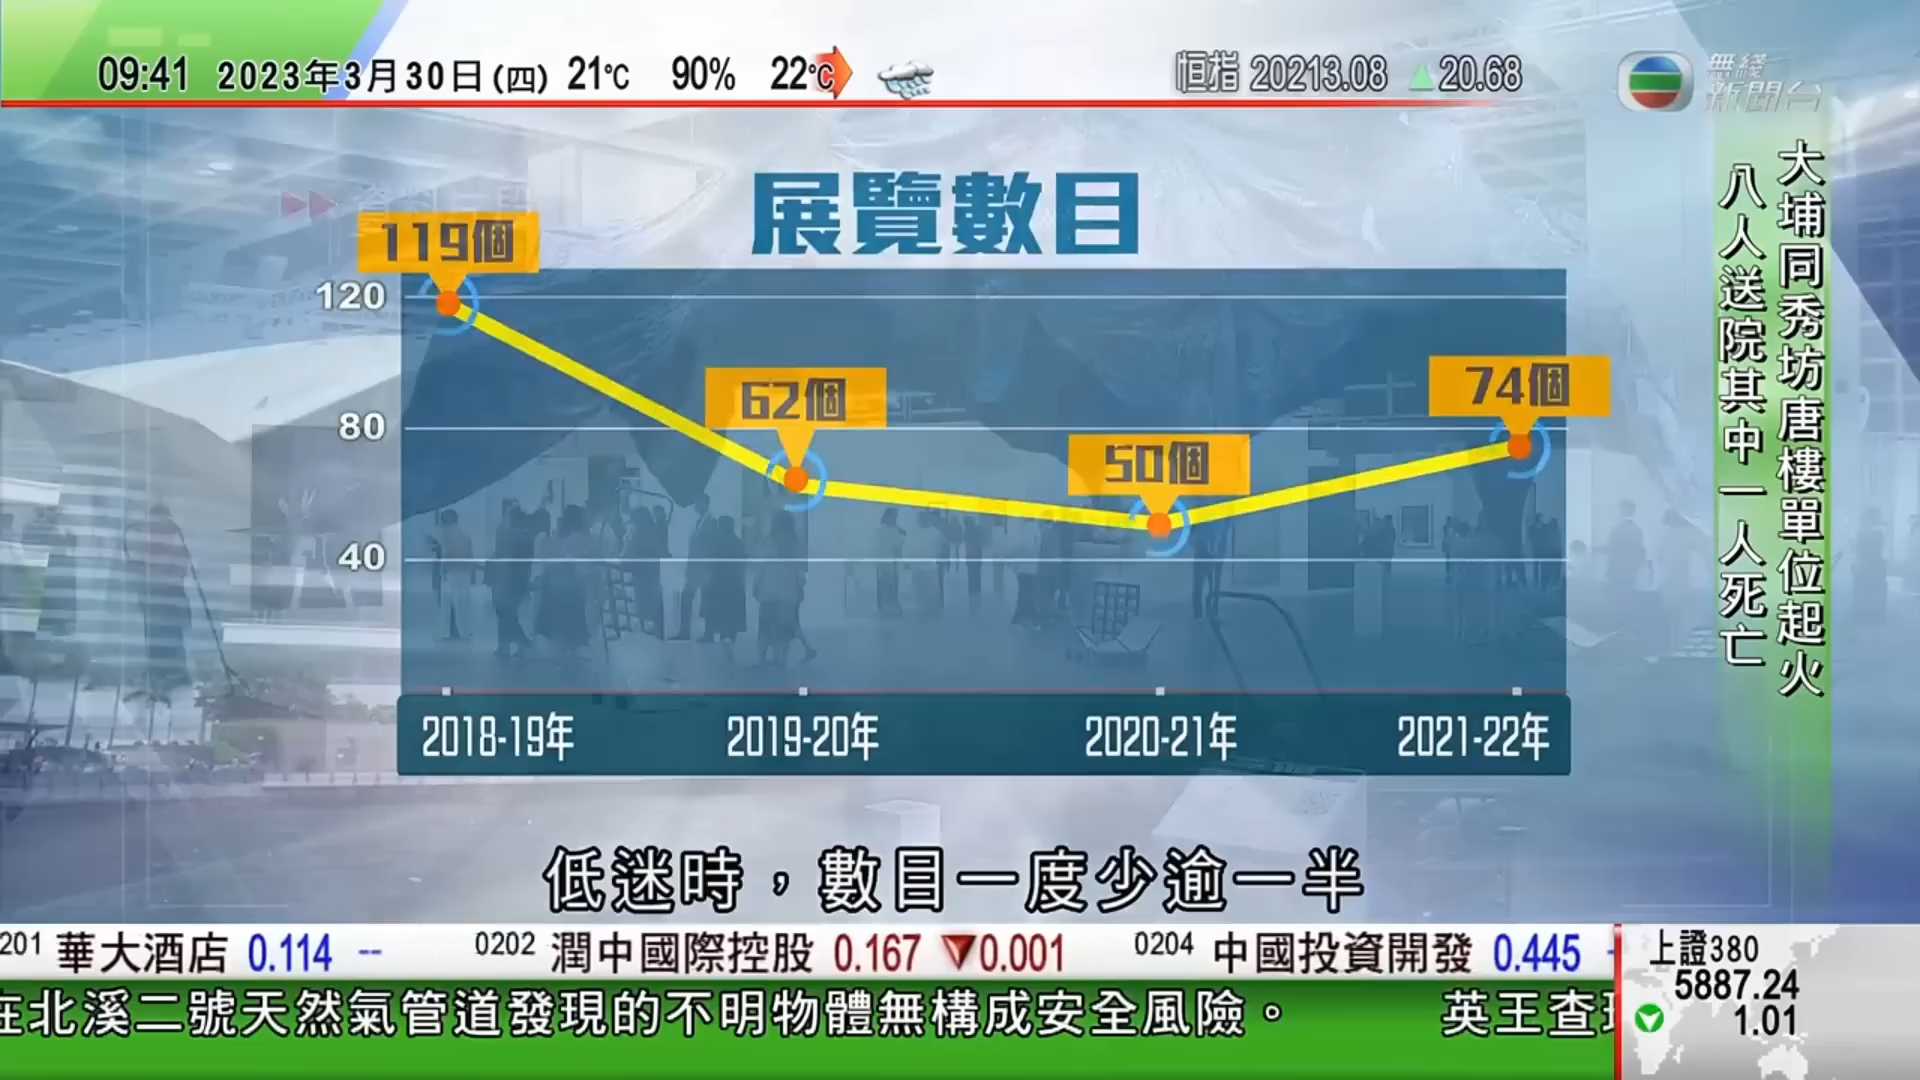 09:41 2023年3月30日(四) 21℃ 90% 22℃ 恒指 20213.08 ▲20.68
無綫
新聞台
大埔同秀坊唐樓單位起火
八人送院其中一人死亡
展覽數目
119個
62個
50個
74個
120
80
40
2018-19年 2019-20年 2020-21年 2021-22年
低迷時，數目一度少逾一半
201 華大酒店 0.114 -- 0202 潤中國際控股 0.167 ▼0.001 0204 中國投資開發 0.445
在北溪二號天然氣管道發現的不明物體無構成安全風險。 英王查
上證380
5887.24
1.01